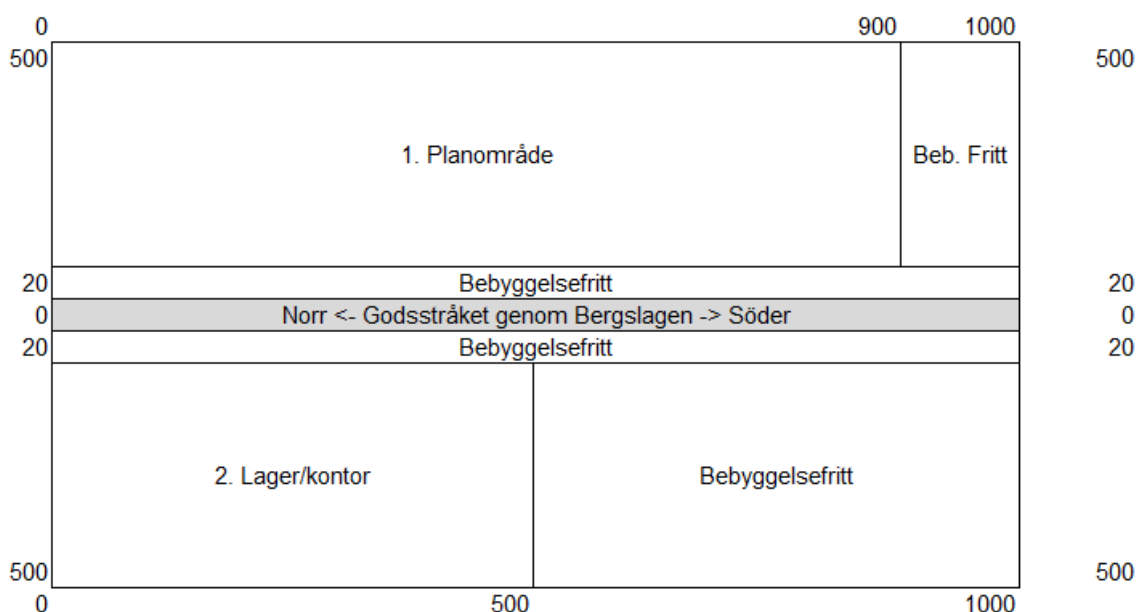 0 900 1000
500 500
1. Planområde Beb. Fritt
20 Bebyggelsefritt 20
0 Norr <- Godsstråket genom Bergslagen -> Söder 0
20 Bebyggelsefritt 20
2. Lager/kontor Bebyggelsefritt
500 500
0 500 1000